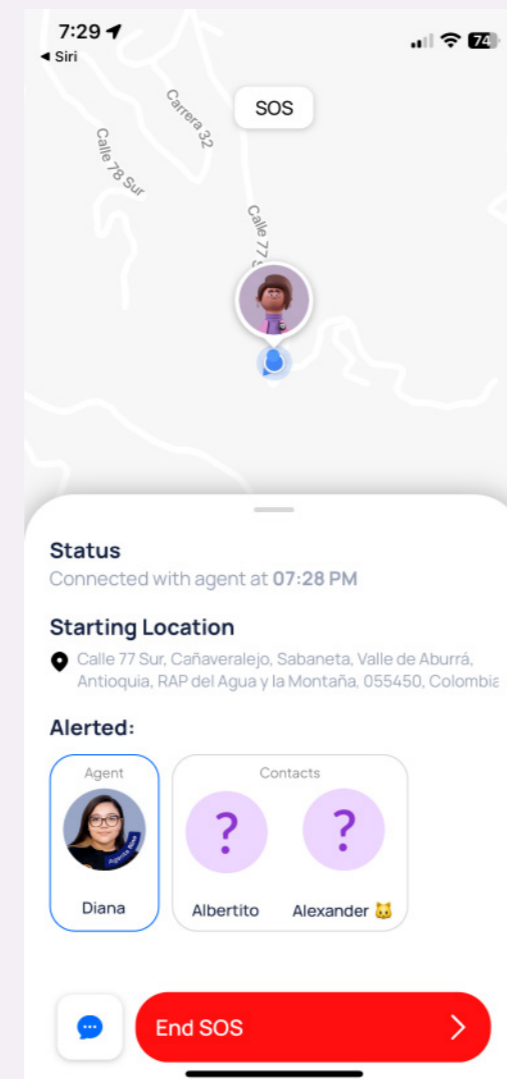 7:29
◀ Siri
74
SOS
Carrera 32
Calle 78 Sur
Calle 77 S
Status
Connected with agent at 07:28 PM
Starting Location
Calle 77 Sur, Cañaveralejo, Sabaneta, Valle de Aburrá,
Antioquia, RAP del Agua y la Montaña, 055450, Colombia
Alerted:
Agent
Contacts
?
?
Diana
Albertito
Alexander 🐱
End SOS